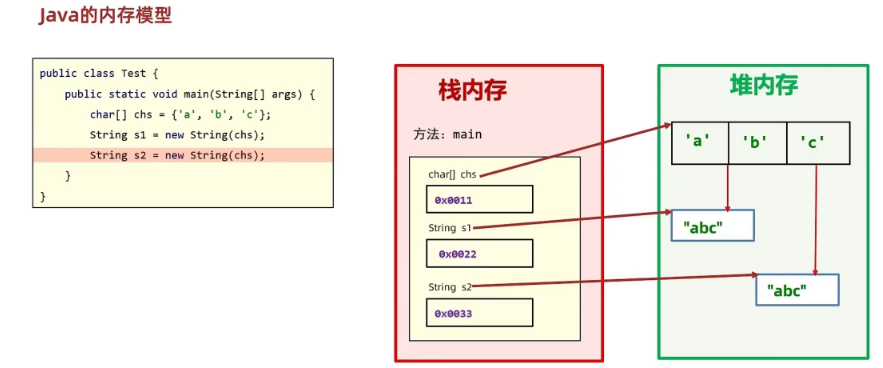 Java的内存模型
public class Test {
public static void main(String[] args) {
char[] chs = {'a', 'b', 'c'};
String s1 = new String(chs);
String s2 = new String(chs);
}
}
栈内存
方法: main
char[] chs
0x0011
String s1
0x0022
String s2
0x0033
堆内存
'a' 'b' 'c'
"abc"
"abc"